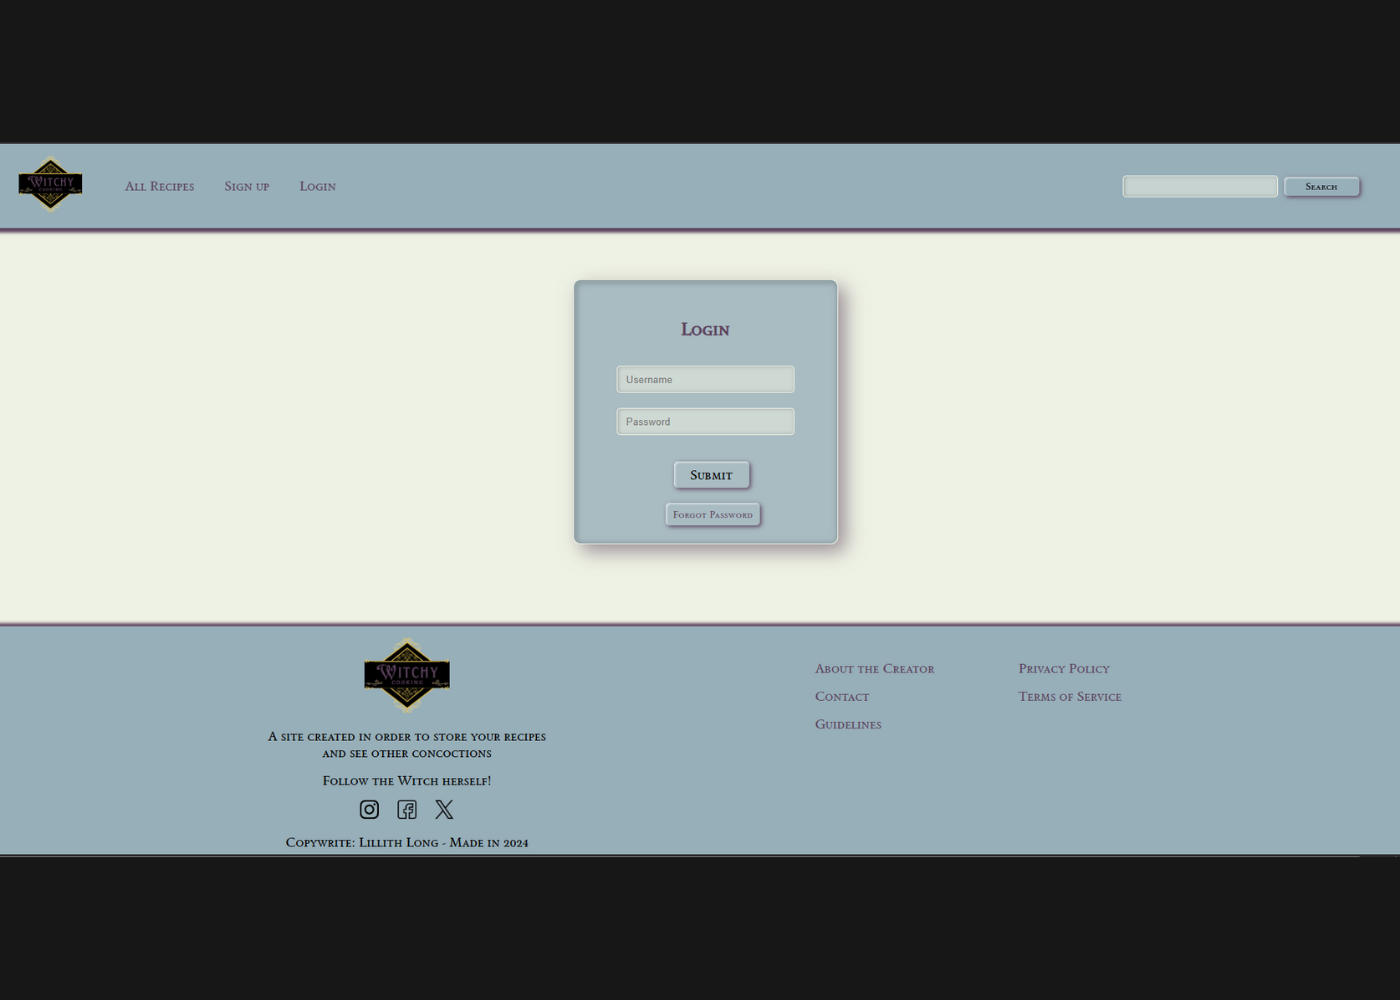 Witchy
Cooking
All Recipes Sign up Login
Search
Login
Username
Password
Submit
Forgot Password
Witchy
Cooking
A site created in order to store your recipes
and see other concoctions
Follow the Witch herself!
Copywrite: Lillith Long - Made in 2024
About the Creator
Contact
Guidelines
Privacy Policy
Terms of Service